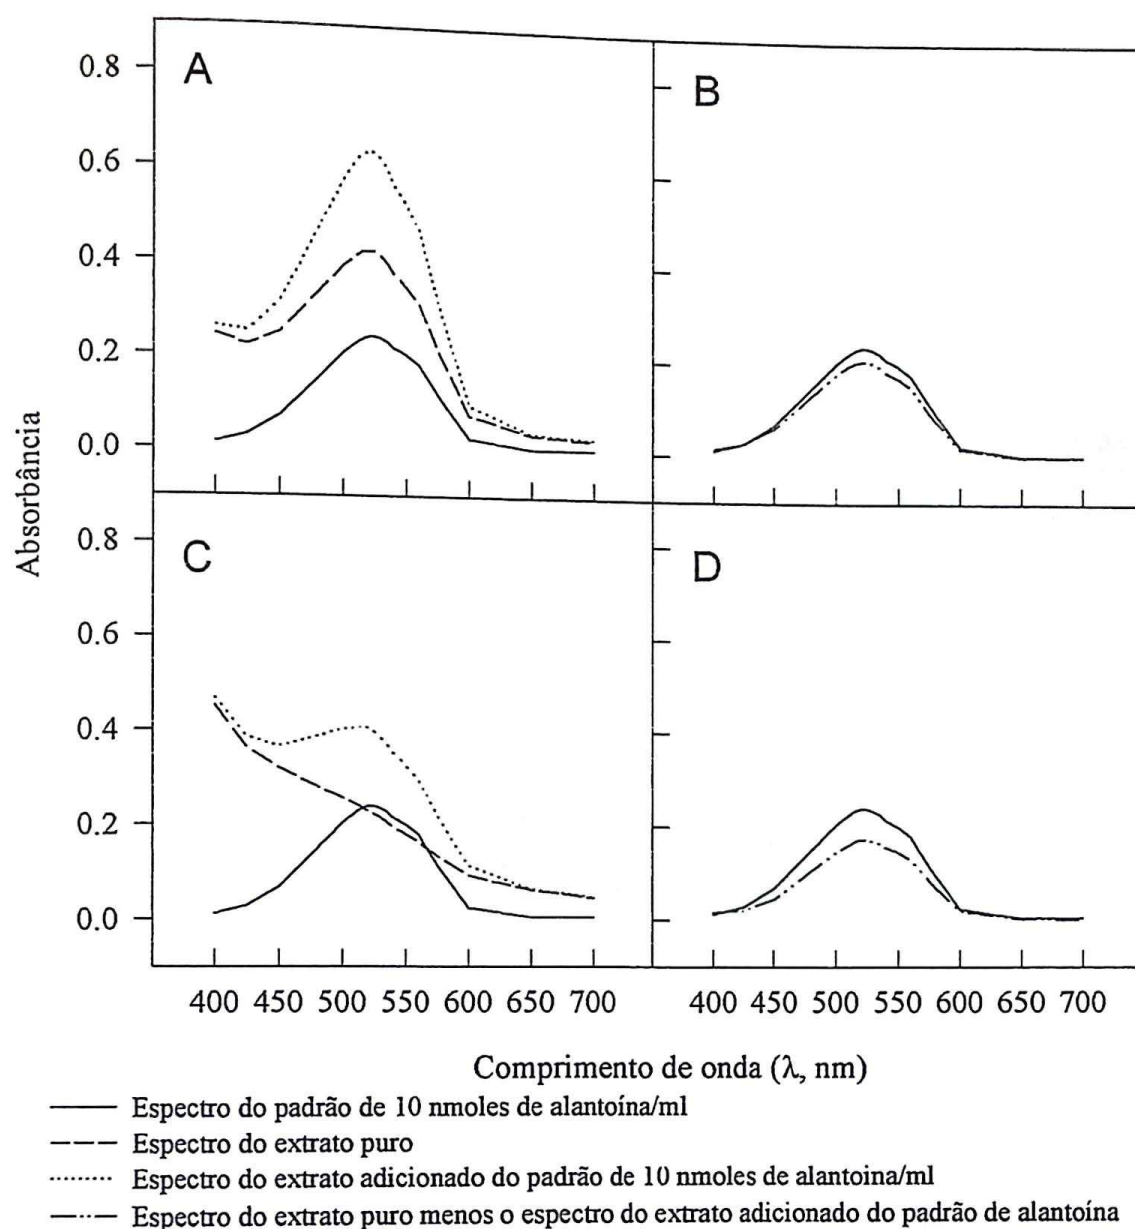 A
B
0.8
0.6
0.4
0.2
0.0
C
D
0.8
0.6
0.4
0.2
0.0
Absorbância
400 450 500 550 600 650 700 400 450 500 550 600 650 700
Comprimento de onda (λ, nm)
Espectro do padrão de 10 nmoles de alantoína/ml
Espectro do extrato puro
Espectro do extrato adicionado do padrão de 10 nmoles de alantoina/ml
Espectro do extrato puro menos o espectro do extrato adicionado do padrão de alantoína